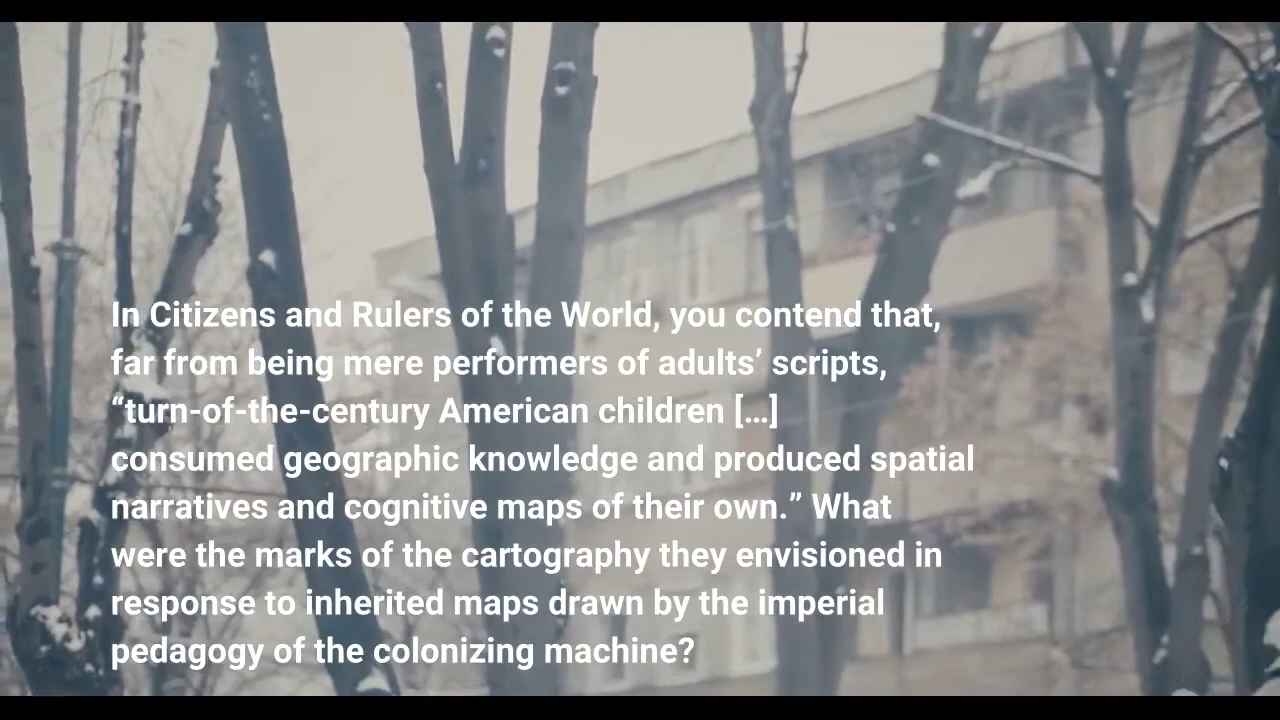 In Citizens and Rulers of the World, you contend that,
far from being mere performers of adults’ scripts,
“turn-of-the-century American children [...]
consumed geographic knowledge and produced spatial
narratives and cognitive maps of their own.” What
were the marks of the cartography they envisioned in
response to inherited maps drawn by the imperial
pedagogy of the colonizing machine?